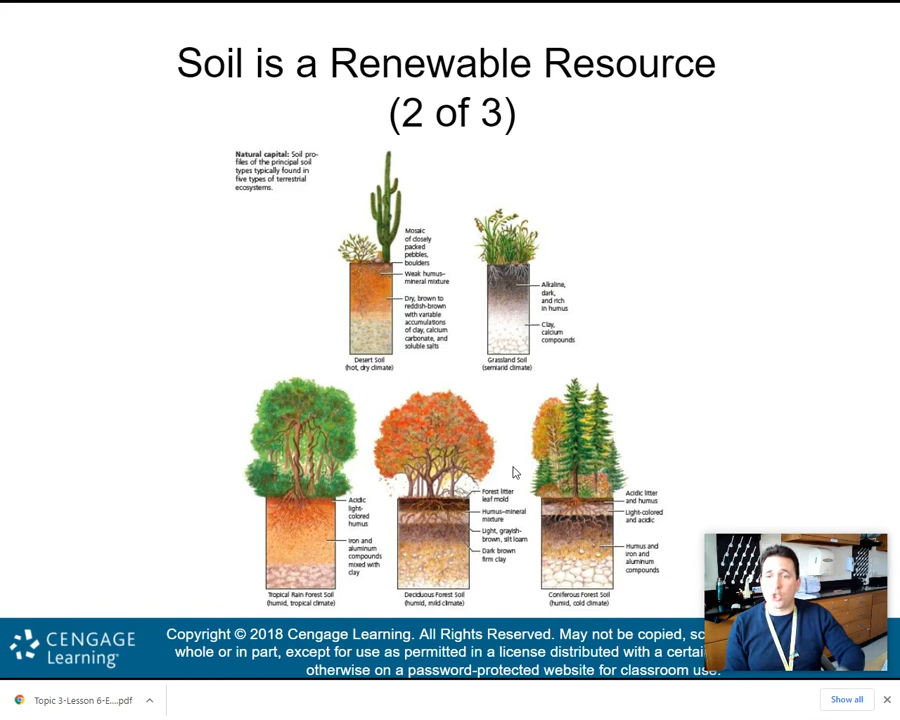 Soil is a Renewable Resource
(2 of 3)
Natural capital: Soil pro-
files of the principal soil
types typically found in
five types of terrestrial
ecosystems.
Mosaic
of closely
packed
pebbles,
boulders
Weak humus–
mineral mixture
Dry, brown to
reddish-brown
with variable
accumulations
of clay, calcium
carbonate, and
soluble salts
Desert Soil
(hot, dry climate)
Alkaline,
dark,
and rich
in humus
Clay,
calcium
compounds
Grassland Soil
(semiarid climate)
Acidic
light-
colored
humus
Iron and
aluminum
compounds
mixed with
clay
Tropical Rain Forest Soil
(humid, tropical climate)
Forest litter
leaf mold
Humus–mineral
mixture
Light, grayish-
brown, silt loam
Dark brown
firm clay
Deciduous Forest Soil
(humid, mild climate)
Acidic litter
and humus
Light-colored
and acidic
Humus and
iron and
aluminum
compounds
Coniferous Forest Soil
(humid, cold climate)
CENGAGE
Learning™
Copyright © 2018 Cengage Learning. All Rights Reserved. May not be copied, sc
whole or in part, except for use as permitted in a license distributed with a certai
otherwise on a password-protected website for classroom use.
Topic 3-Lesson 6-E....pdf
Show all